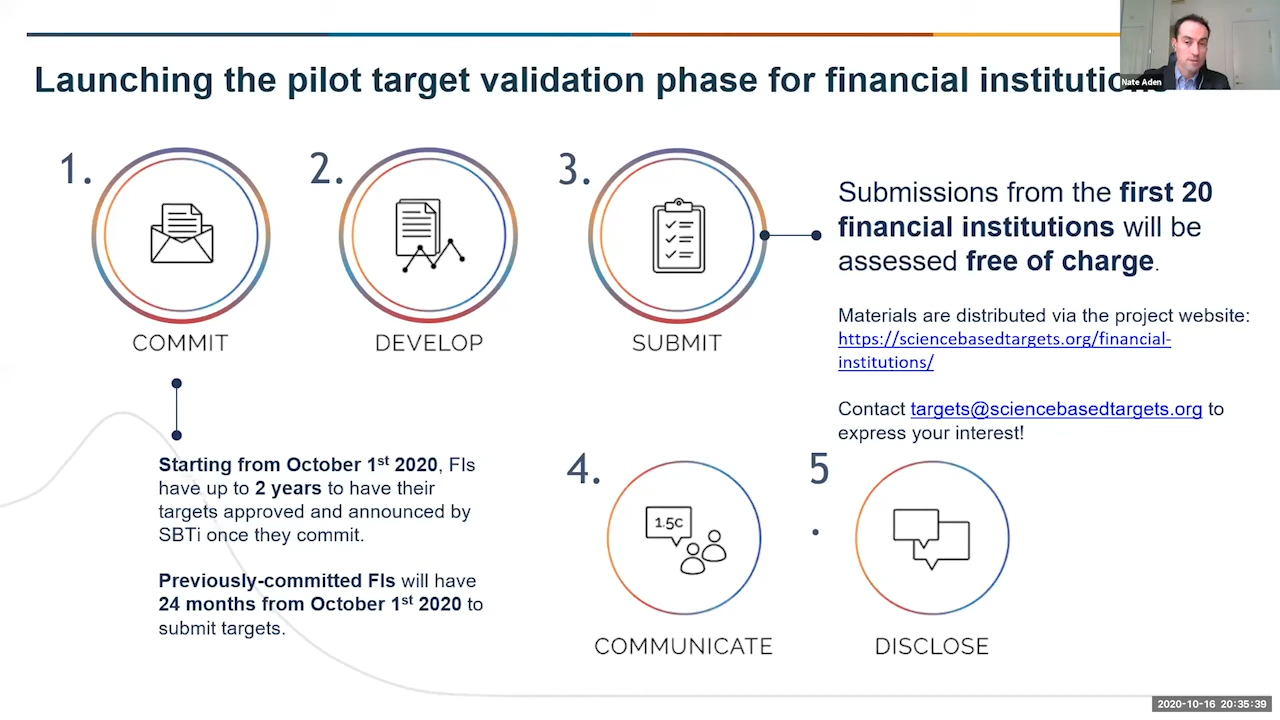 Launching the pilot target validation phase for financial institutions
Nate Aden
1.
2.
3.
COMMIT
DEVELOP
SUBMIT
Submissions from the first 20
financial institutions will be
assessed free of charge.
Materials are distributed via the project website:
https://sciencebasedtargets.org/financial-
institutions/
Contact targets@sciencebasedtargets.org to
express your interest!
Starting from October 1st 2020, FIs
have up to 2 years to have their
targets approved and announced by
SBTi once they commit.
Previously-committed FIs will have
24 months from October 1st 2020 to
submit targets.
4.
5
.
1.5c
COMMUNICATE
DISCLOSE
2020-10-16 20:35:39